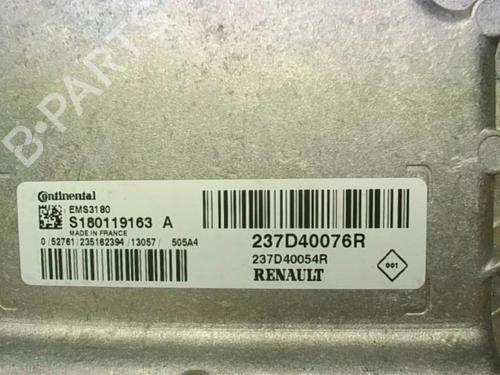 B-PARTS
Continental
EMS3180
S180119163 A
MADE IN FRANCE
0 / 52761 / 235162394 / 13057 / 505A4
237D40076R
237D40054R
RENAULT
001